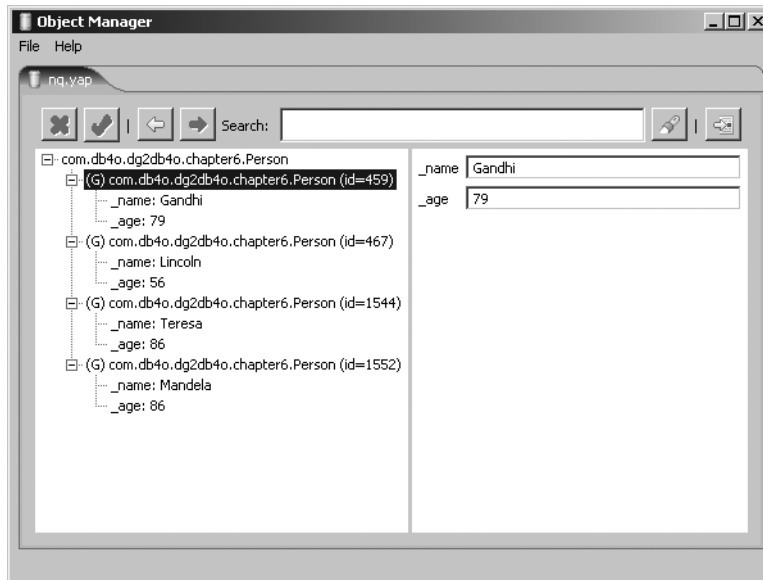 Object Manager
File Help
nq.yap
Search:
com.db4o.dg2db4o.chapter6.Person
(G) com.db4o.dg2db4o.chapter6.Person (id=459)
_name: Gandhi
_age: 79
(G) com.db4o.dg2db4o.chapter6.Person (id=467)
_name: Lincoln
_age: 56
(G) com.db4o.dg2db4o.chapter6.Person (id=1544)
_name: Teresa
_age: 86
(G) com.db4o.dg2db4o.chapter6.Person (id=1552)
_name: Mandela
_age: 86
_name Gandhi
_age 79